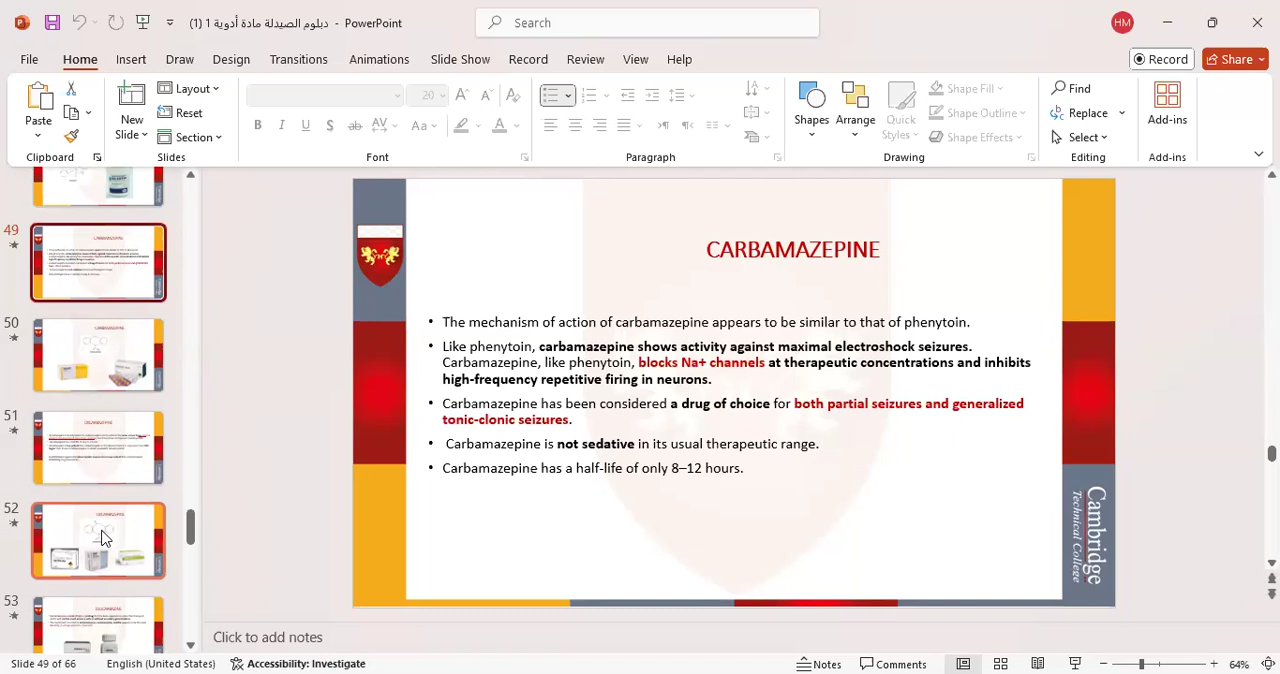 دبلوم الصيدلة مادة أدوية 1 (1) - PowerPoint
Search
HM
File Home Insert Draw Design Transitions Animations Slide Show Record Review View Help
Record
Share
Paste
New Slide
Layout
Reset
Section
20
B I U S ab AV Aa A
Shapes
Arrange
Quick Styles
Shape Fill
Shape Outline
Shape Effects
Find
Replace
Select
Add-ins
Clipboard
Slides
Font
Paragraph
Drawing
Editing
Add-ins
49
CARBAMAZEPINE
50
CARBAMAZEPINE
51
52
53
CARBAMAZEPINE
• The mechanism of action of carbamazepine appears to be similar to that of phenytoin.
• Like phenytoin, carbamazepine shows activity against maximal electroshock seizures.
Carbamazepine, like phenytoin, blocks Na+ channels at therapeutic concentrations and inhibits
high-frequency repetitive firing in neurons.
• Carbamazepine has been considered a drug of choice for both partial seizures and generalized
tonic-clonic seizures.
• Carbamazepine is not sedative in its usual therapeutic range.
• Carbamazepine has a half-life of only 8–12 hours.
Cambridge
Technical College
Click to add notes
Slide 49 of 66
English (United States)
Accessibility: Investigate
Notes
Comments
64%